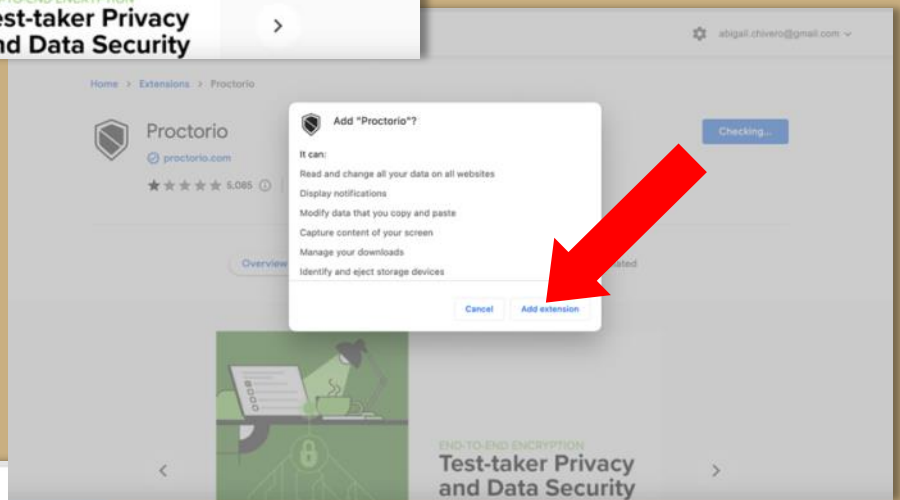 Test-taker Privacy
and Data Security
abigail.chivero@gmail.com
Home > Extensions > Proctorio
Proctorio
proctorio.com
5,085
Checking...
Add "Proctorio"?
It can:
Read and change all your data on all websites
Display notifications
Modify data that you copy and paste
Capture content of your screen
Manage your downloads
Identify and eject storage devices
Cancel Add extension
Overview
END-TO-END ENCRYPTION
Test-taker Privacy
and Data Security